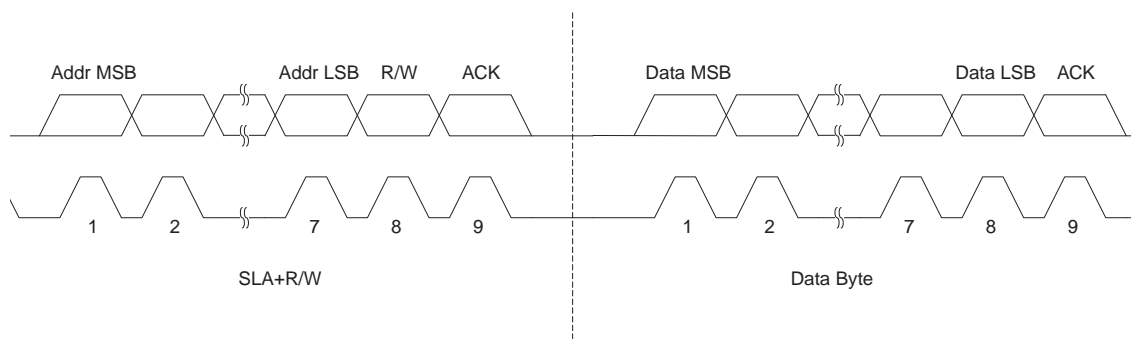 Addr MSB Addr LSB R/W ACK Data MSB Data LSB ACK
1 2 7 8 9 1 2 7 8 9
SLA+R/W Data Byte